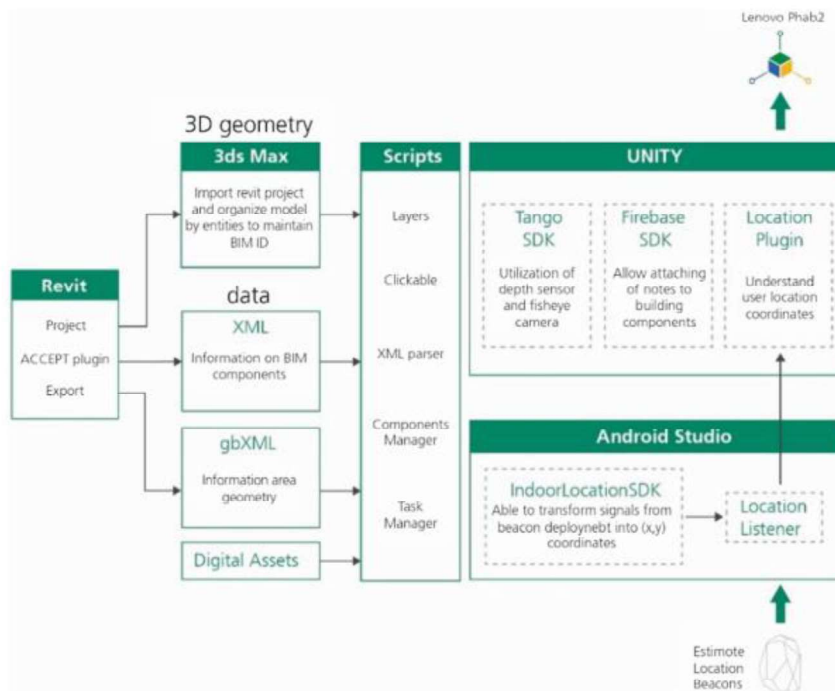 Lenovo Phab2
3D geometry
3ds Max
Import revit project
and organize model
by entities to maintain
BIM ID
Revit
Project
ACCEPT plugin
Export
data
XML
Information on BIM
components
gbXML
Information area
geometry
Digital Assets
Scripts
Layers
Clickable
XML parser
Components
Manager
Task
Manager
UNITY
Tango
SDK
Utilization of
depth sensor
and fisheye
camera
Firebase
SDK
Allow attaching
of notes to
building
components
Location
Plugin
Understand
user location
coordinates
Android Studio
IndoorLocationSDK
Able to transform signals from
beacon deploynebt into (x,y)
coordinates
Location
Listener
Estimote
Location
Beacons